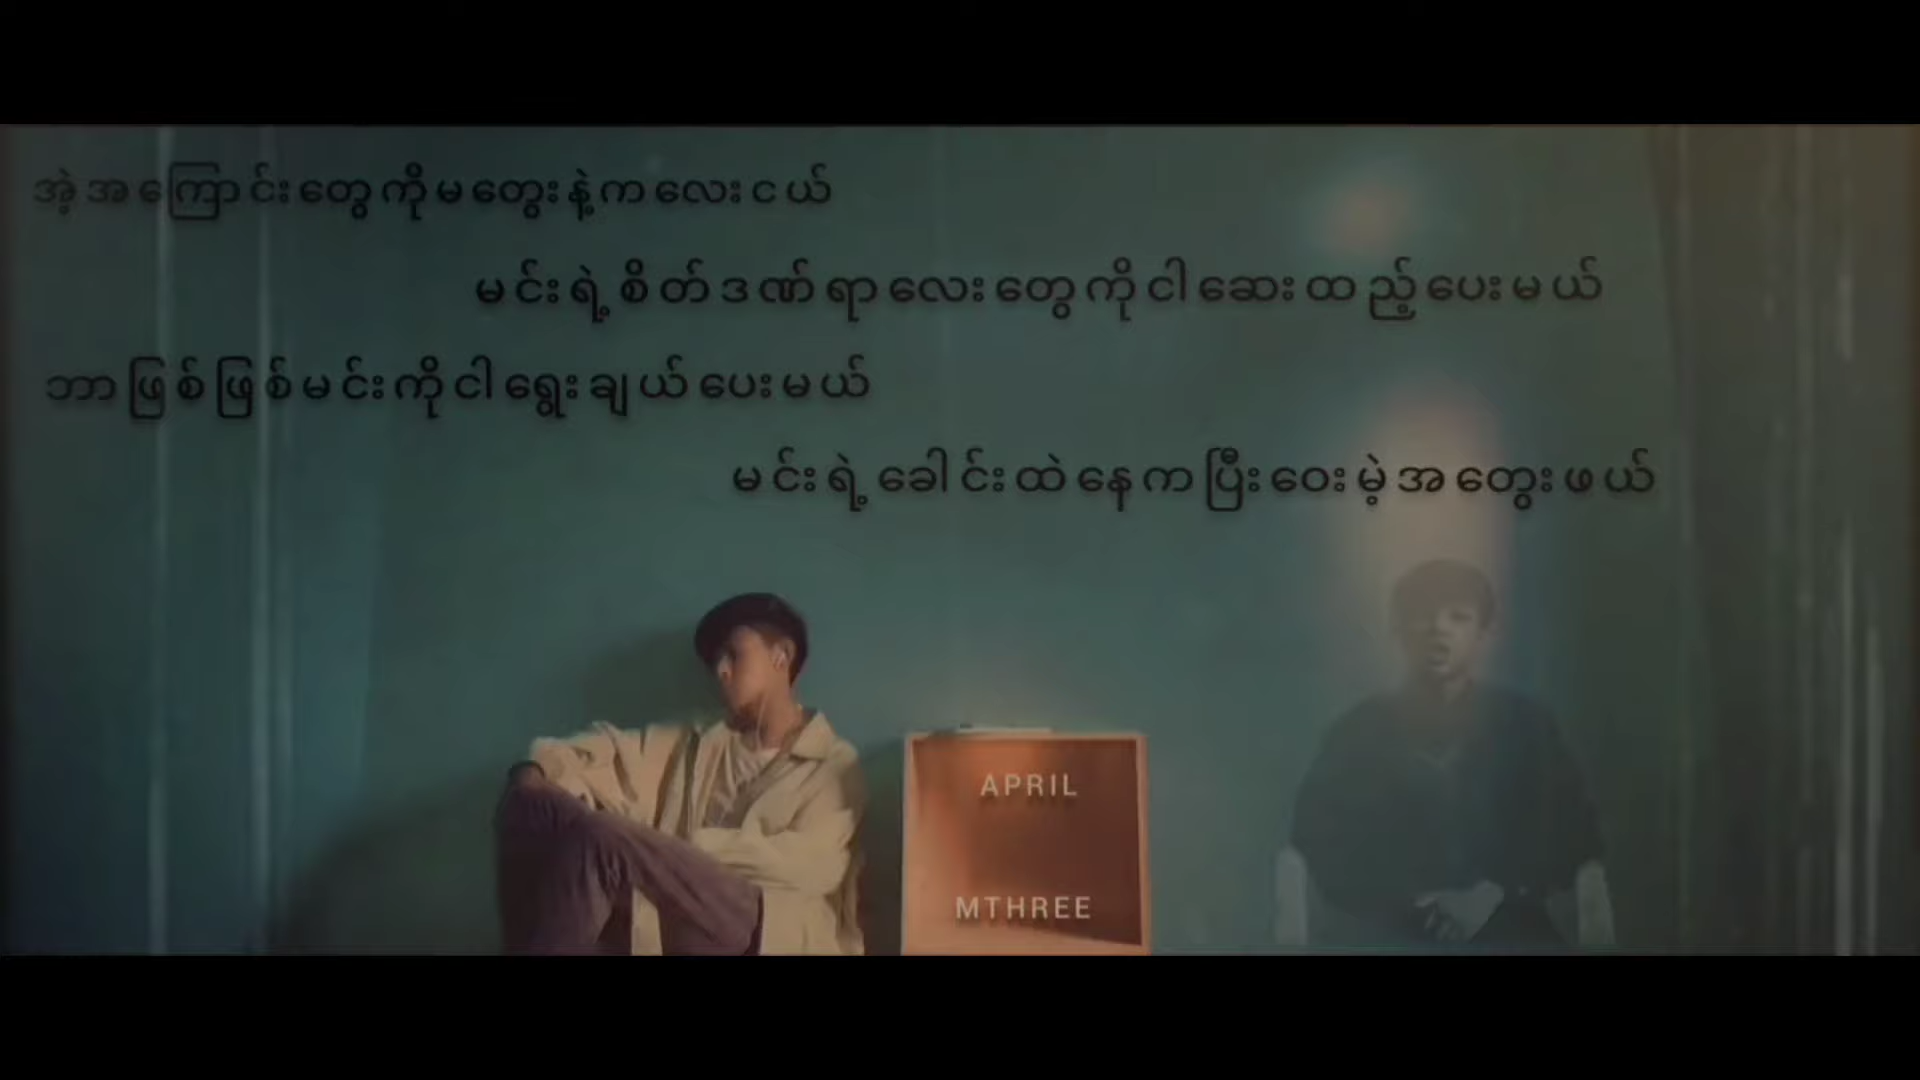 အဲ့အကြောင်းတွေကိုမတွေးနဲ့ကလေးငယ်
မင်းရဲ့စိတ်ဒဏ်ရာလေးတွေကိုငါဆေးထည့်ပေးမယ်
ဘာဖြစ်ဖြစ်မင်းကိုငါရွေးချယ်ပေးမယ်
မင်းရဲ့ခေါင်းထဲနေကပြီးဝေးမဲ့အတွေးဖယ်
APRIL
MTHREE